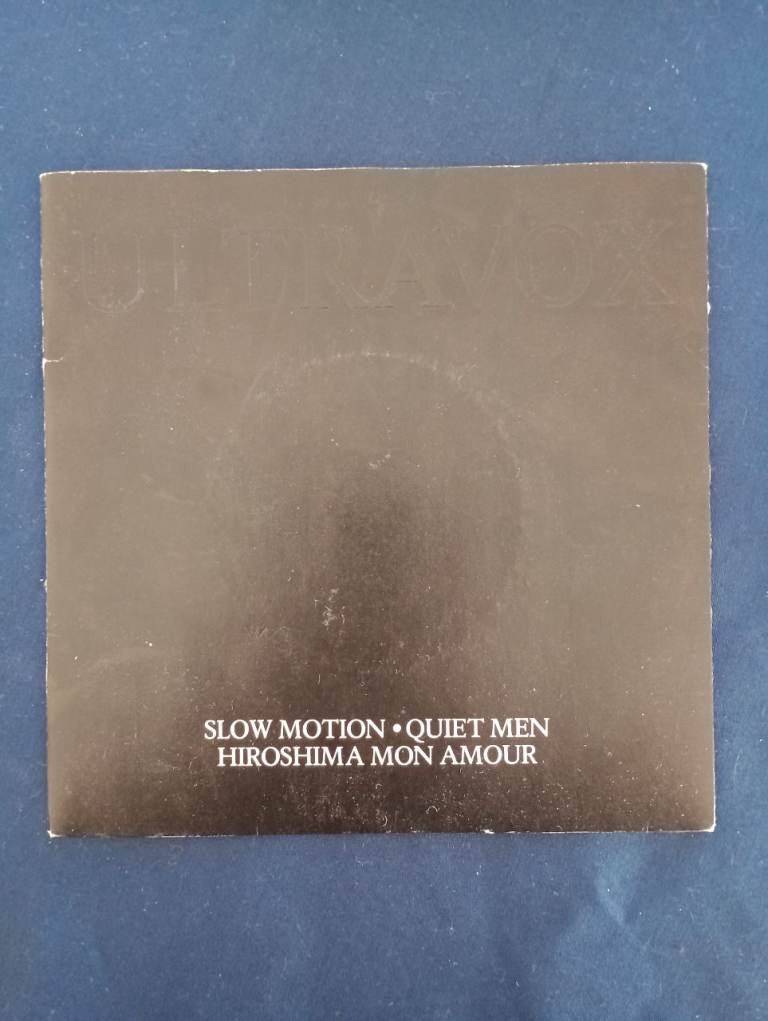 ULTRAVOX
SLOW MOTION • QUIET MEN
HIROSHIMA MON AMOUR